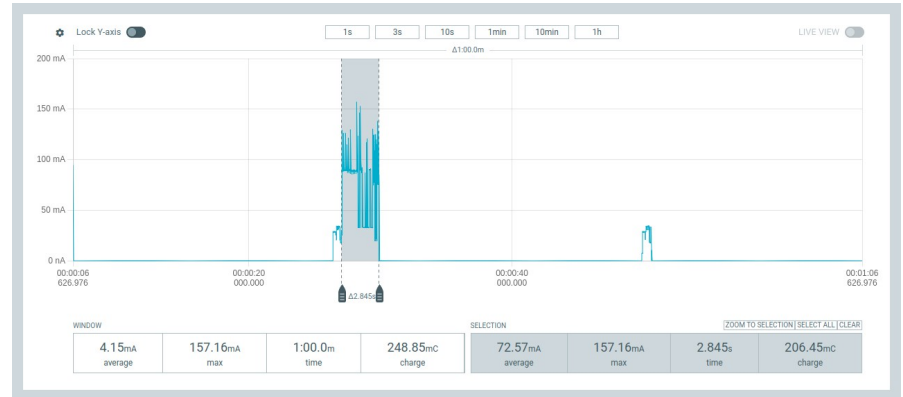 Lock Y-axis 1s 3s 10s 1min 10min 1h LIVE VIEW
Δ1:00.0m
200 mA
150 mA
100 mA
50 mA
0 nA
00:00:06 00:00:20 00:00:40 00:01:06
626.976 000.000 000.000 626.976
Δ2.845s
WINDOW SELECTION ZOOM TO SELECTION SELECT ALL CLEAR
4.15mA 157.16mA 1:00.0m 248.85mC 72.57mA 157.16mA 2.845s 206.45mC
average max time charge average max time charge